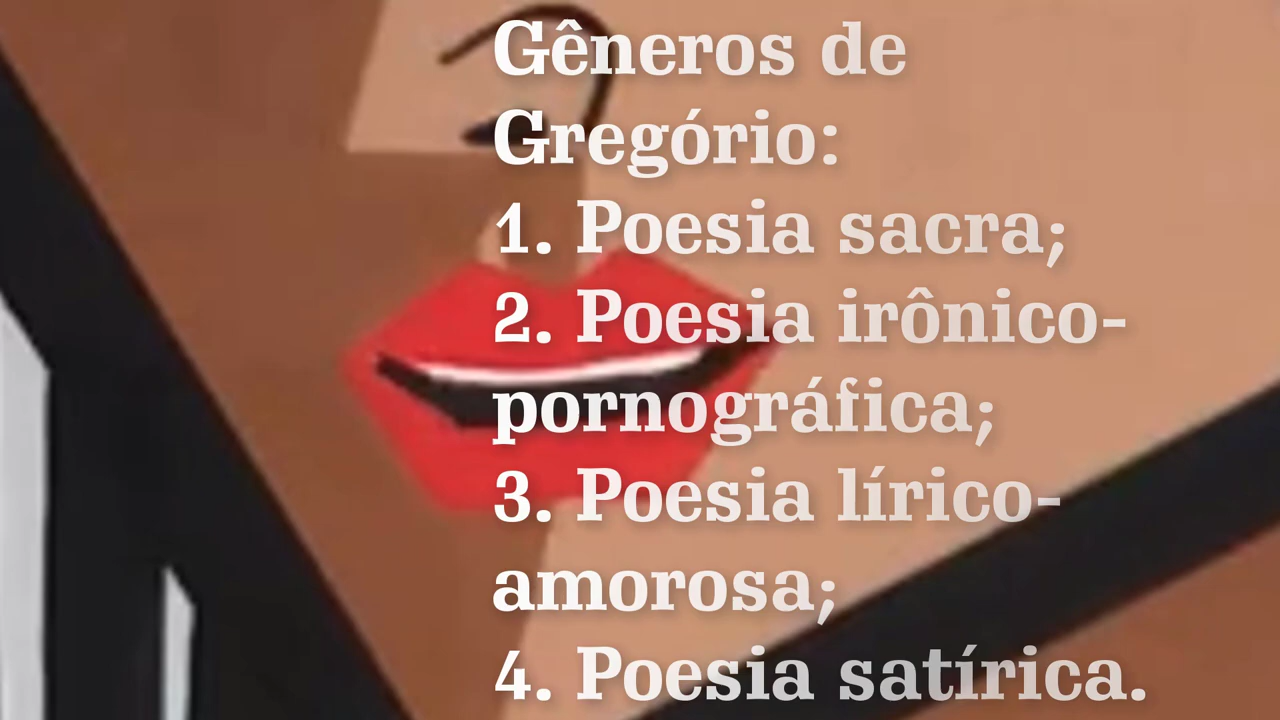 Gêneros de
Gregório:
1. Poesia sacra;
2. Poesia irônico-
pornográfica;
3. Poesia lírico-
amorosa;
4. Poesia satírica.